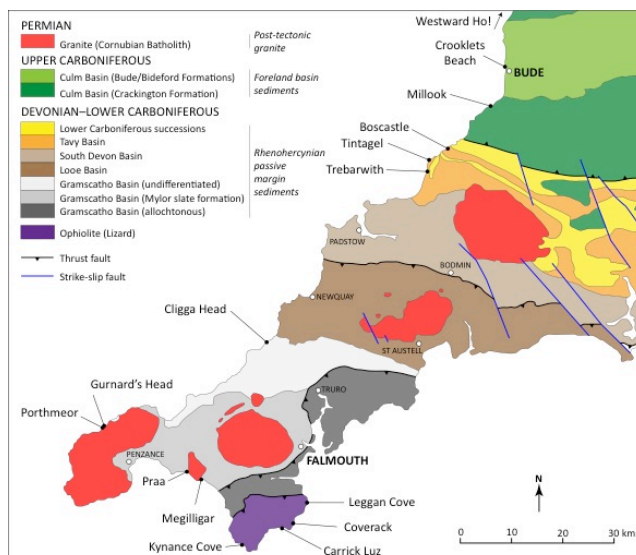 PERMIAN
Granite (Cornubian Batholith)
Post-tectonic
granite
UPPER CARBONIFEROUS
Culm Basin (Bude/Bideford Formations)
Culm Basin (Crackington Formation)
Foreland basin
sediments
DEVONIAN–LOWER CARBONIFEROUS
Lower Carboniferous successions
Tavy Basin
South Devon Basin
Looe Basin
Gramscatho Basin (undifferentiated)
Gramscatho Basin (Mylor slate formation)
Gramscatho Basin (allochtonous)
Rhenohercynian
passive
margin
sediments
Ophiolite (Lizard)
Thrust fault
Strike-slip fault
Westward Ho!
Crooklets
Beach
BUDE
Millook
Boscastle
Tintagel
Trebarwith
PADSTOW
BODMIN
NEWQUAY
Cligga Head
ST AUSTELL
TRURO
Gurnard's Head
Porthmeor
PENZANCE
FALMOUTH
Praa
Megilligar
Leggan Cove
Coverack
Carrick Luz
Kynance Cove
N
0 10 20 30 km